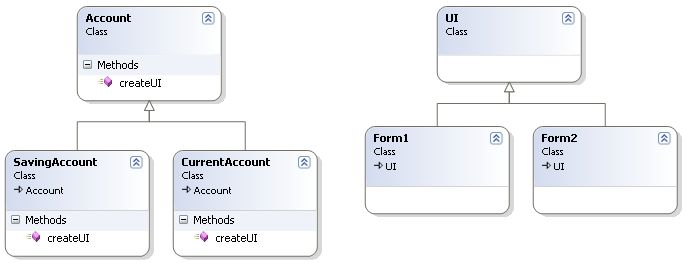 Account
Class
Methods
createUI
SavingAccount
Class
Account
Methods
createUI
CurrentAccount
Class
Account
Methods
createUI
UI
Class
Form1
Class
UI
Form2
Class
UI